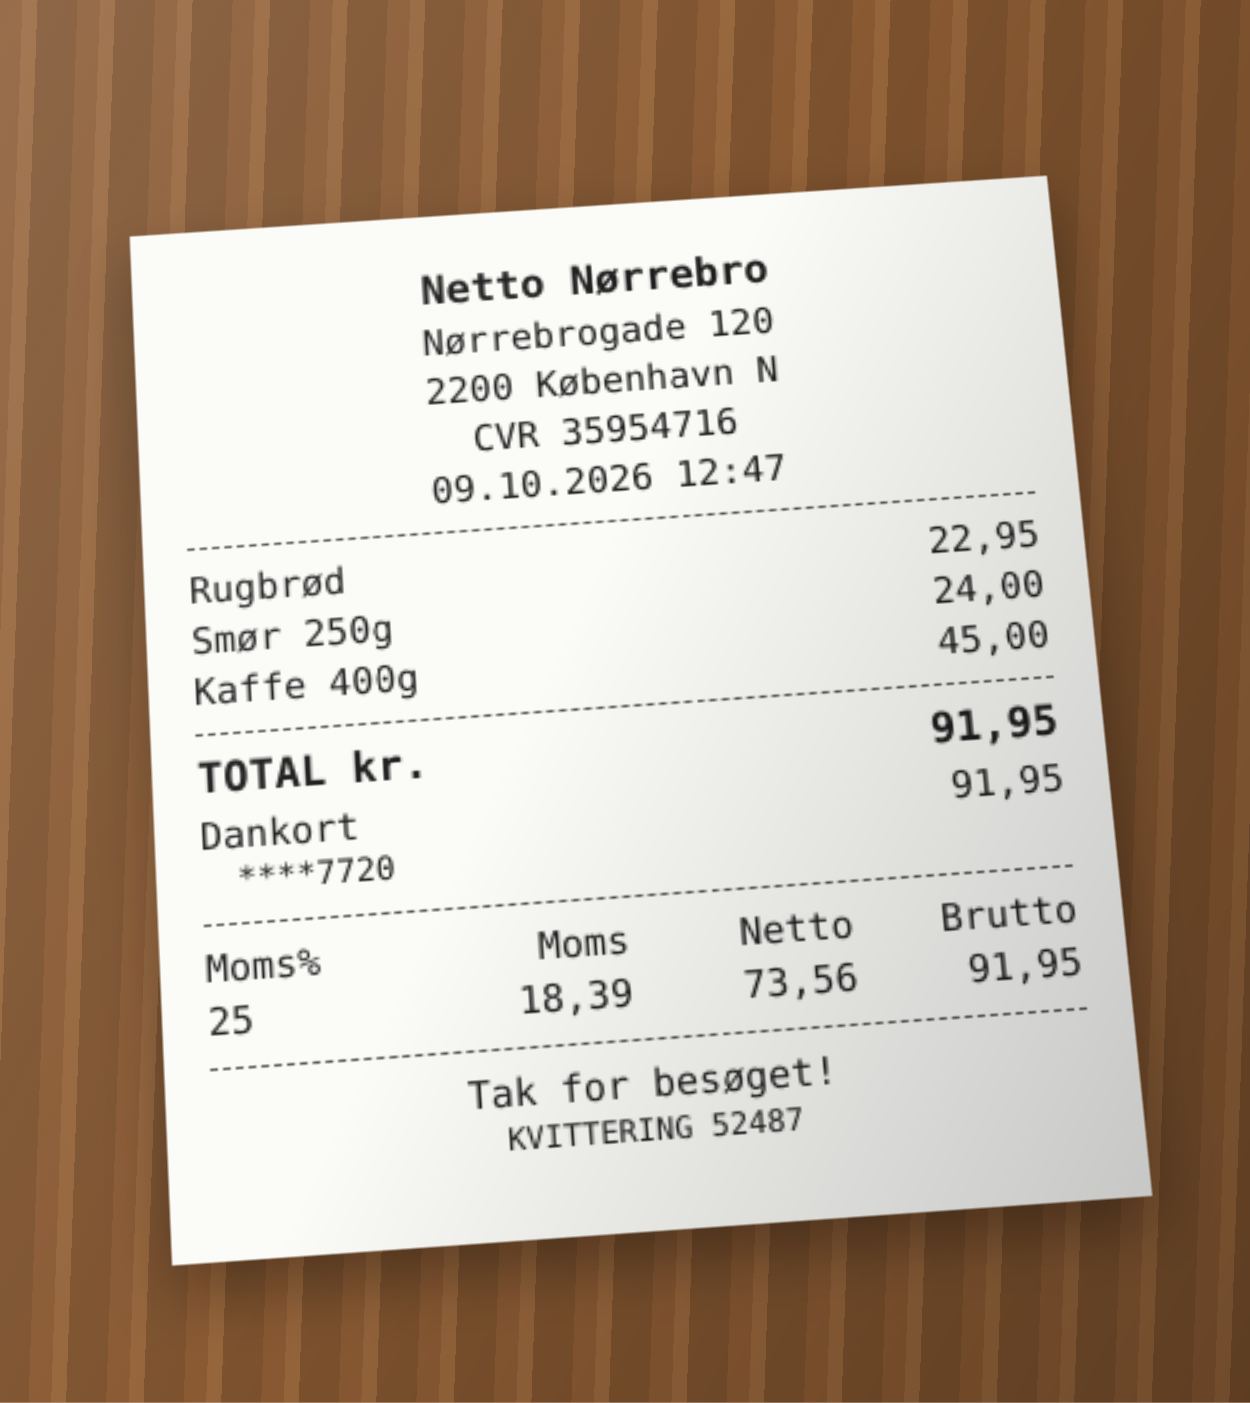 Netto Nørrebro
Nørrebrogade 120
2200 København N
CVR 35954716
09.10.2026 12:47
Rugbrød 22,95
Smør 250g 24,00
Kaffe 400g 45,00
TOTAL kr. 91,95
Dankort 91,95
****7720
Moms% Moms Netto Brutto
25 18,39 73,56 91,95
Tak for besøget!
KVITTERING 52487